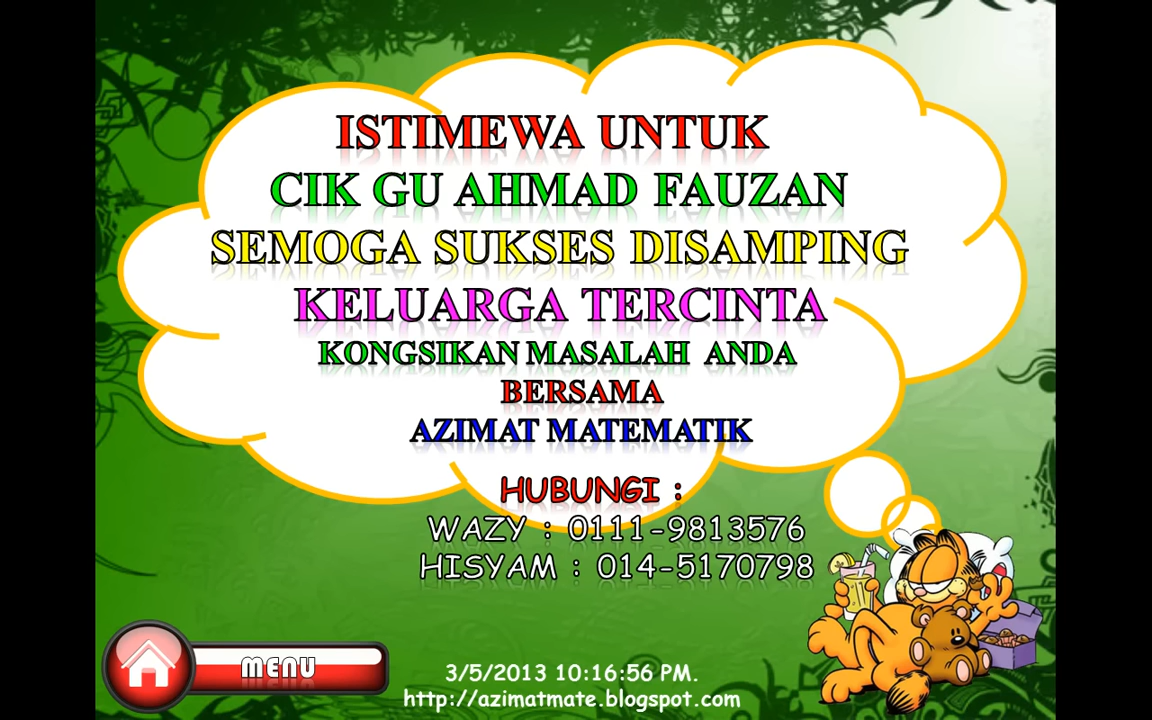 ISTIMEWA UNTUK
CIK GU AHMAD FAUZAN
SEMOGA SUKSES DISAMPING
KELUARGA TERCINTA
KONGSIKAN MASALAH ANDA
BERSAMA
AZIMAT MATEMATIK
HUBUNGI :
WAZY : 0111-9813576
HISYAM : 014-5170798
MENU
3/5/2013 10:16:56 PM.
http://azimatmate.blogspot.com